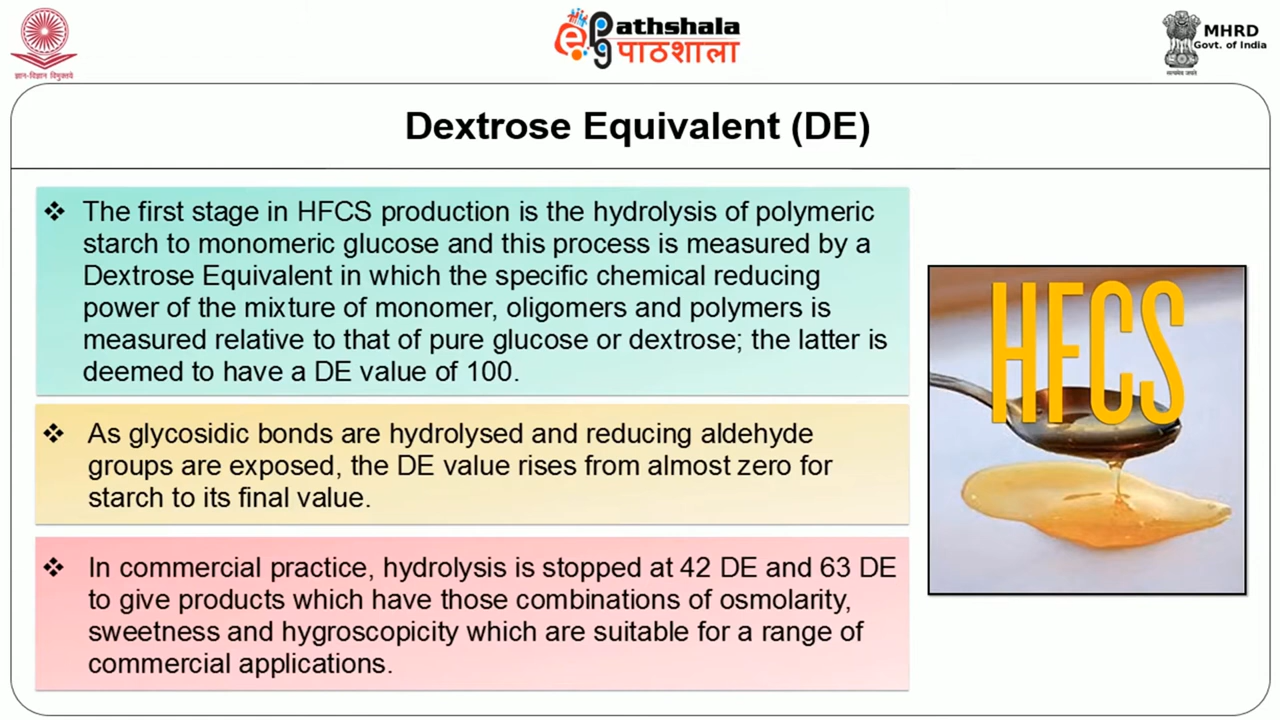 ज्ञान-विज्ञान विमुक्तये
ePathshala
पाठशाला
MHRD
Govt. of India
सत्यमेव जयते
Dextrose Equivalent (DE)
❖ The first stage in HFCS production is the hydrolysis of polymeric
starch to monomeric glucose and this process is measured by a
Dextrose Equivalent in which the specific chemical reducing
power of the mixture of monomer, oligomers and polymers is
measured relative to that of pure glucose or dextrose; the latter is
deemed to have a DE value of 100.
❖ As glycosidic bonds are hydrolysed and reducing aldehyde
groups are exposed, the DE value rises from almost zero for
starch to its final value.
❖ In commercial practice, hydrolysis is stopped at 42 DE and 63 DE
to give products which have those combinations of osmolarity,
sweetness and hygroscopicity which are suitable for a range of
commercial applications.
HFCS